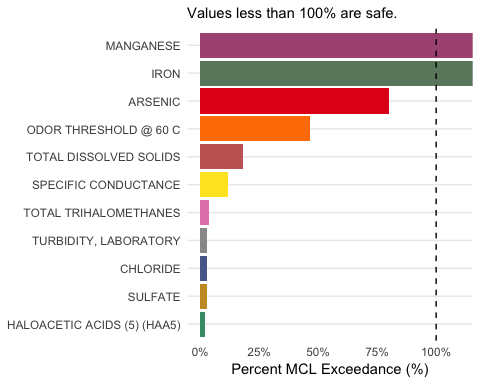 Values less than 100% are safe.
MANGANESE
IRON
ARSENIC
ODOR THRESHOLD @ 60 C
TOTAL DISSOLVED SOLIDS
SPECIFIC CONDUCTANCE
TOTAL TRIHALOMETHANES
TURBIDITY, LABORATORY
CHLORIDE
SULFATE
HALOACETIC ACIDS (5) (HAA5)
0% 25% 50% 75% 100%
Percent MCL Exceedance (%)